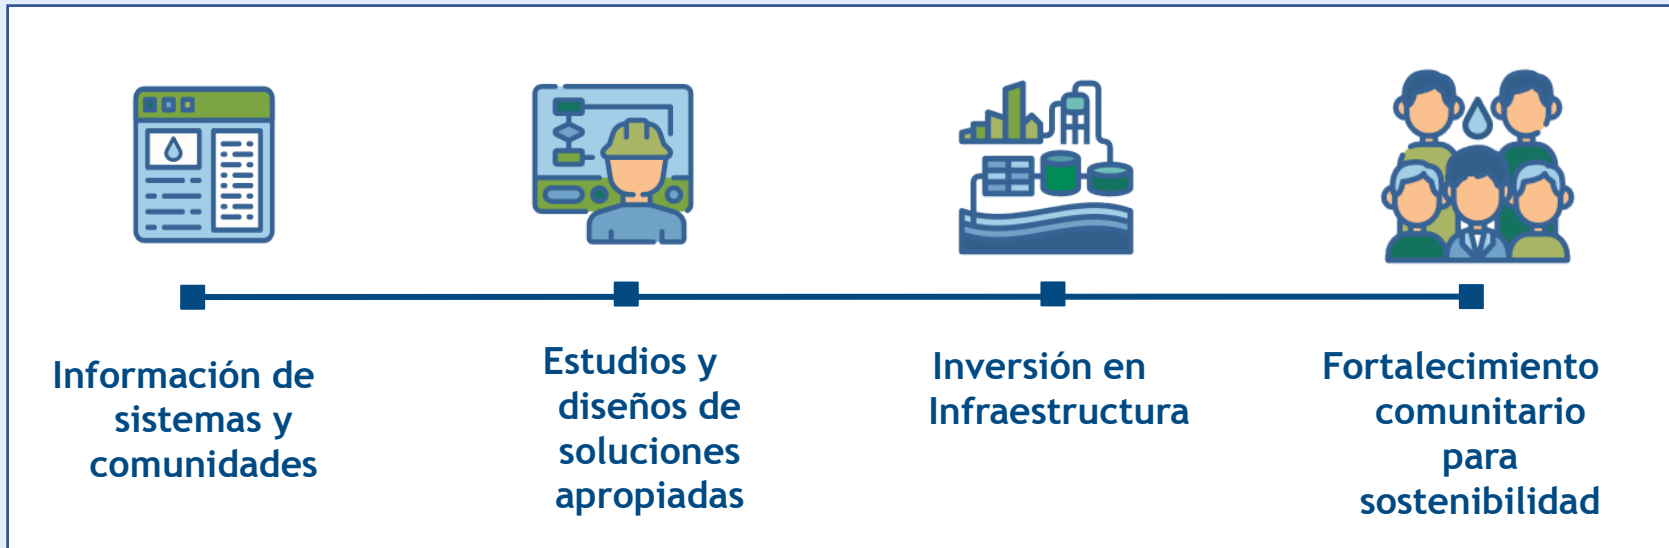 Información de
sistemas y
comunidades
Estudios y
diseños de
soluciones
apropiadas
Inversión en
Infraestructura
Fortalecimiento
comunitario
para
sostenibilidad